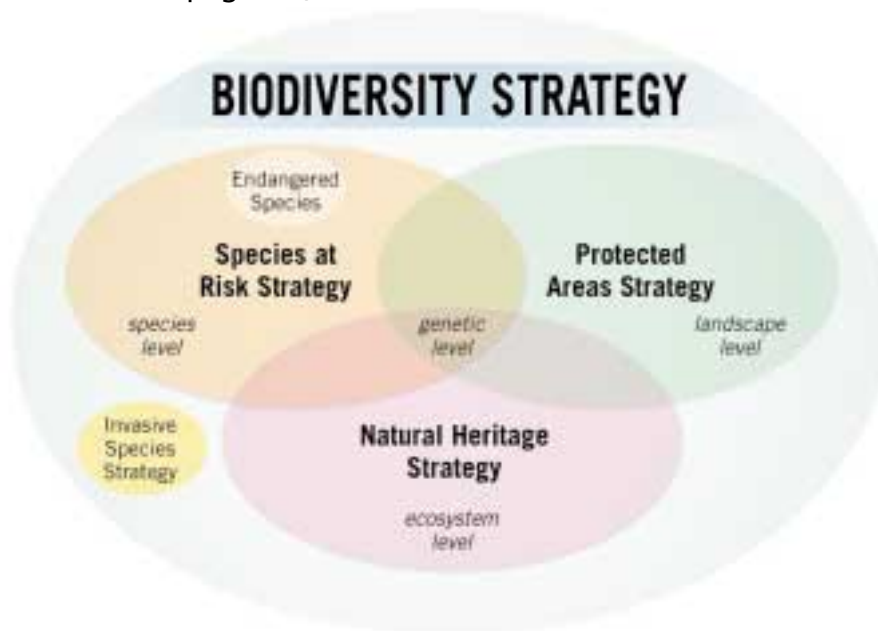 BIODIVERSITY STRATEGY
Endangered
Species
Species at
Risk Strategy
Protected
Areas Strategy
species
level
genetic
level
landscape
level
Invasive
Species
Strategy
Natural Heritage
Strategy
ecosystem
level